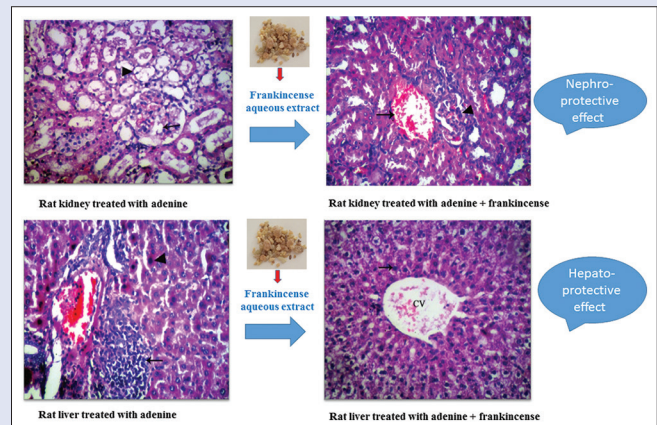 Frankincense
aqueous extract
Nephro-
protective
effect
Rat kidney treated with adenine
Rat kidney treated with adenine + frankincense
Frankincense
aqueous extract
CV
Hepato-
protective
effect
Rat liver treated with adenine
Rat liver treated with adenine + frankincense